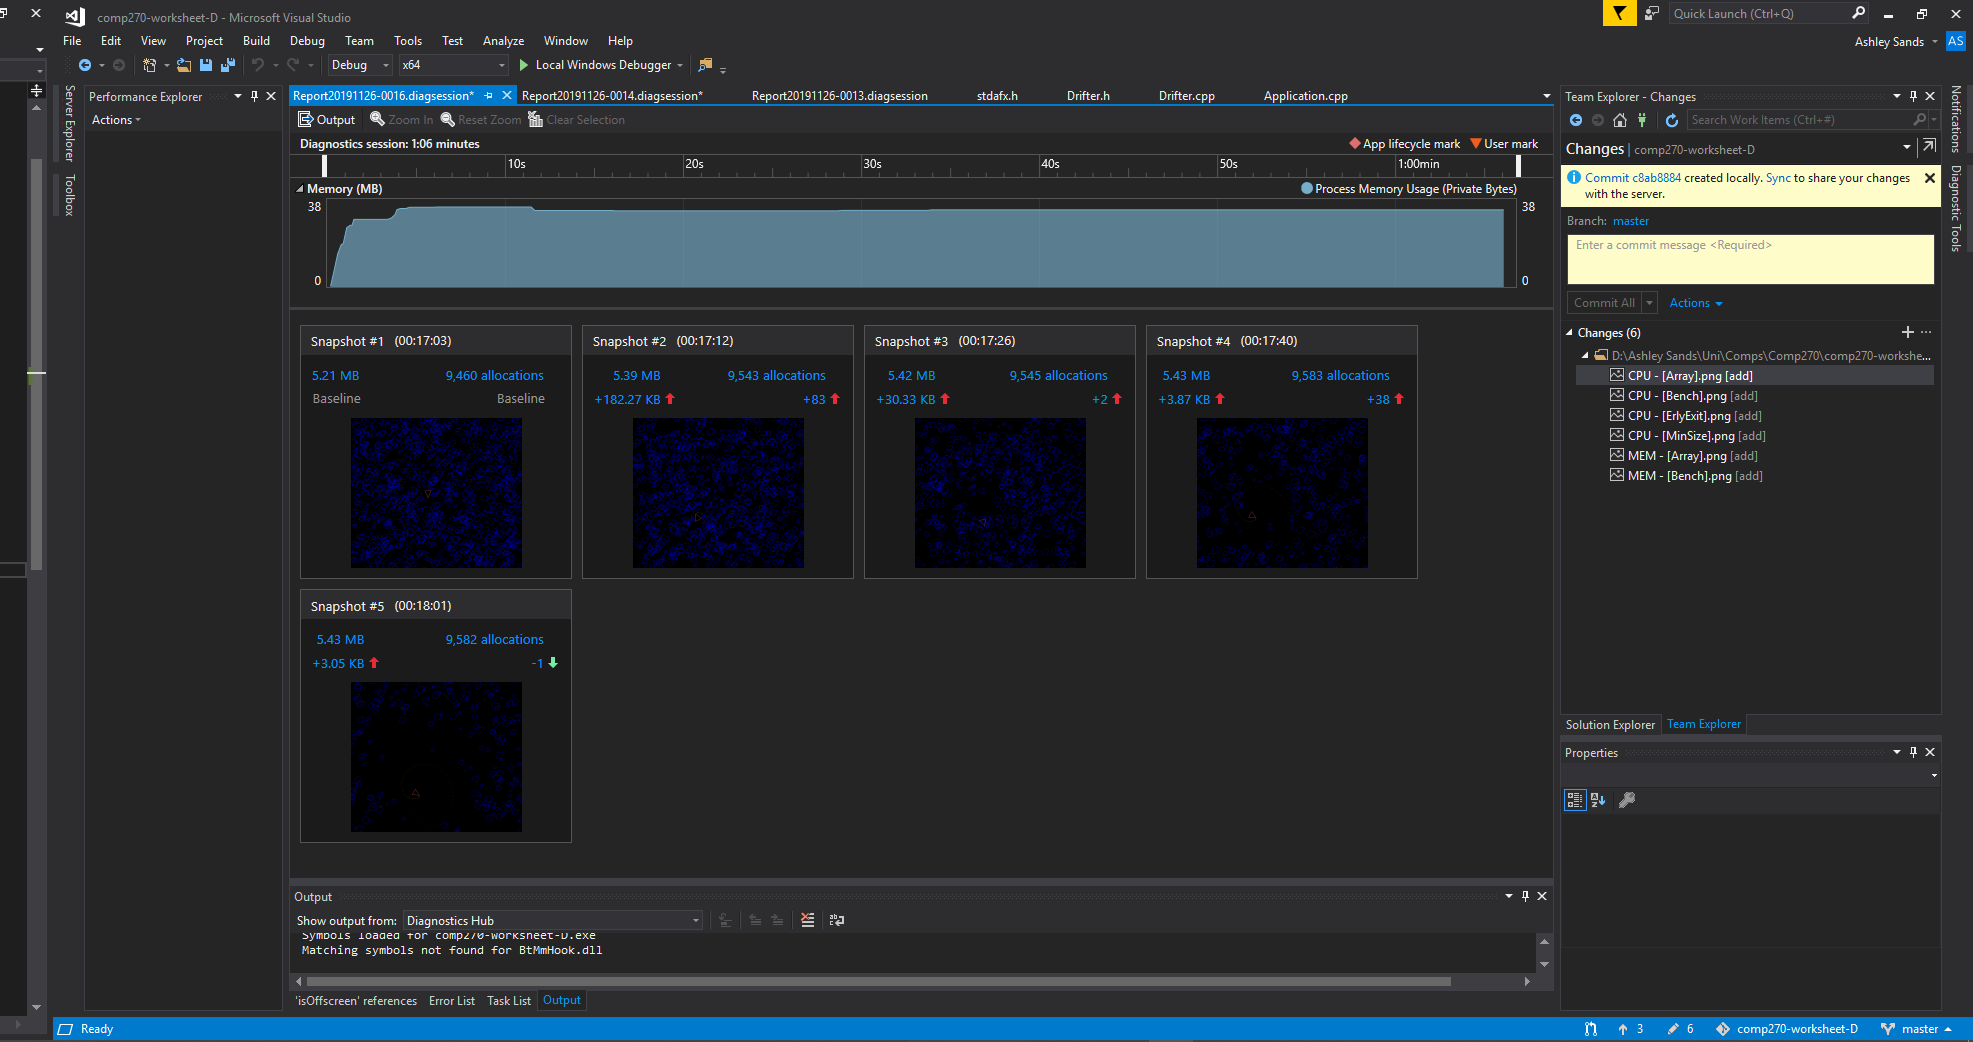 comp270-worksheet-D - Microsoft Visual Studio
Quick Launch (Ctrl+Q)
File Edit View Project Build Debug Team Tools Test Analyze Window Help
Ashley Sands AS
Debug x64 Local Windows Debugger
Server Explorer
Toolbox
Performance Explorer
Actions
Report20191126-0016.diagsession* Report20191126-0014.diagsession* Report20191126-0013.diagsession stdafx.h Drifter.h Drifter.cpp Application.cpp
Output Zoom In Reset Zoom Clear Selection
Diagnostics session: 1:06 minutes
App lifecycle mark User mark
10s 20s 30s 40s 50s 1:00min
Memory (MB)
Process Memory Usage (Private Bytes)
38 38
0 0
Snapshot #1 (00:17:03)
5.21 MB 9,460 allocations
Baseline Baseline
Snapshot #2 (00:17:12)
5.39 MB 9,543 allocations
+182.27 KB +83
Snapshot #3 (00:17:26)
5.42 MB 9,545 allocations
+30.33 KB +2
Snapshot #4 (00:17:40)
5.43 MB 9,583 allocations
+3.87 KB +38
Snapshot #5 (00:18:01)
5.43 MB 9,582 allocations
+3.05 KB -1
Output
Show output from: Diagnostics Hub
Symbols loaded for comp270-Worksheet-D.exe
Matching symbols not found for BtMmHook.dll
'isOffscreen' references Error List Task List Output
Team Explorer - Changes
Search Work Items (Ctrl+#)
Changes | comp270-worksheet-D
Commit c8ab8884 created locally. Sync to share your changes
with the server.
Branch: master
Enter a commit message <Required>
Commit All Actions
Changes (6)
D:\Ashley Sands\Uni\Comps\Comp270\comp270-workshe...
CPU - [Array].png [add]
CPU - [Bench].png [add]
CPU - [ErlyExit].png [add]
CPU - [MinSize].png [add]
MEM - [Array].png [add]
MEM - [Bench].png [add]
Solution Explorer Team Explorer
Properties
Notifications
Diagnostic Tools
Ready
3 6 comp270-worksheet-D master